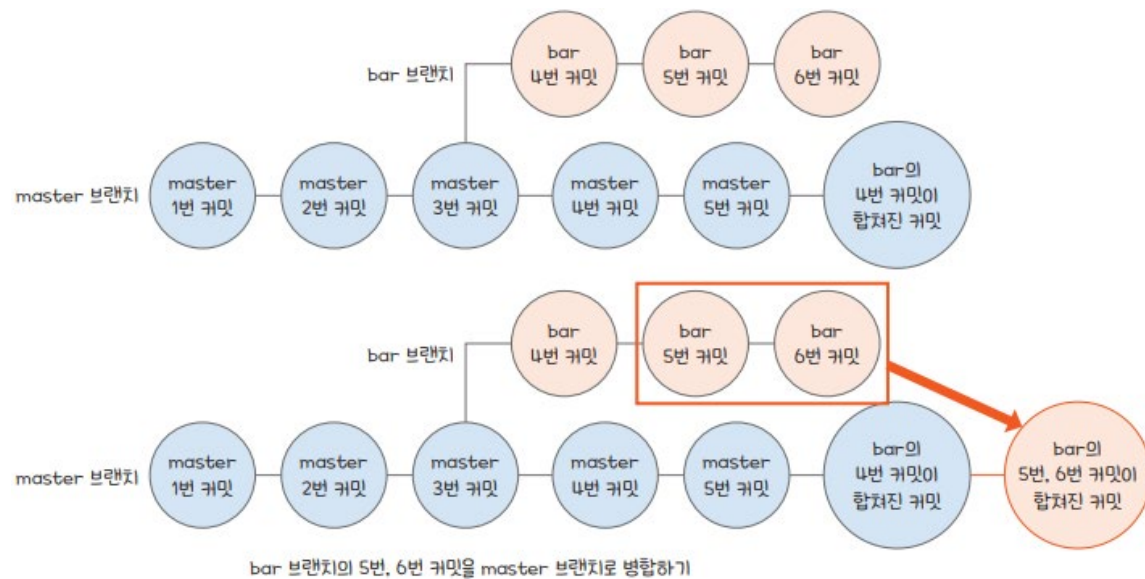 bar
4번 커밋
bar
5번 커밋
bar
6번 커밋
bar 브랜치
master 브랜치
master
1번 커밋
master
2번 커밋
master
3번 커밋
master
4번 커밋
master
5번 커밋
bar의
4번 커밋이
합쳐진 커밋
bar
4번 커밋
bar
5번 커밋
bar
6번 커밋
bar 브랜치
master 브랜치
master
1번 커밋
master
2번 커밋
master
3번 커밋
master
4번 커밋
master
5번 커밋
bar의
4번 커밋이
합쳐진 커밋
bar의
5번, 6번 커밋이
합쳐진 커밋
bar 브랜치의 5번, 6번 커밋을 master 브랜치로 병합하기